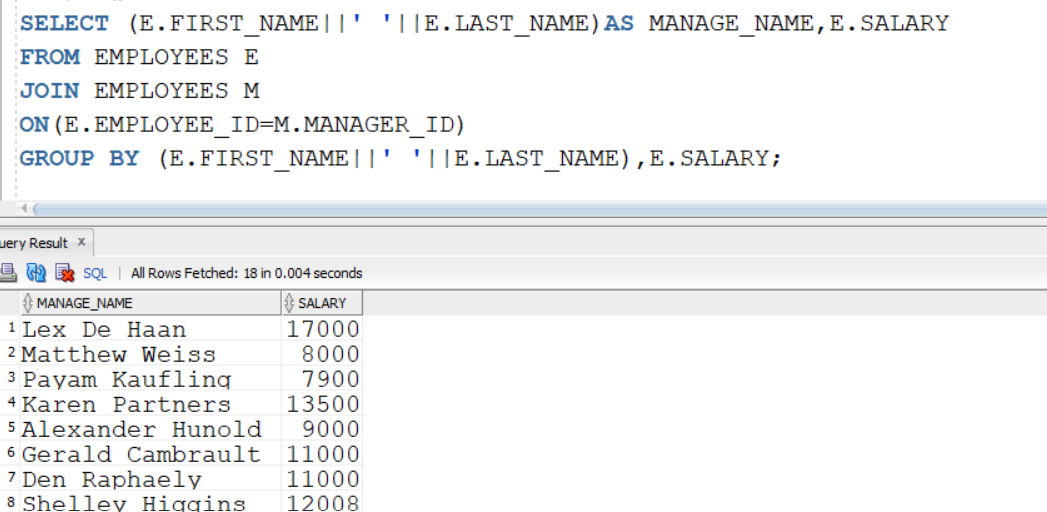 SELECT (E.FIRST_NAME||' '||E.LAST_NAME)AS MANAGE_NAME,E.SALARY
FROM EMPLOYEES E
JOIN EMPLOYEES M
ON(E.EMPLOYEE_ID=M.MANAGER_ID)
GROUP BY (E.FIRST_NAME||' '||E.LAST_NAME),E.SALARY;
uery Result x
SQL | All Rows Fetched: 18 in 0.004 seconds
MANAGE_NAME SALARY
1 Lex De Haan 17000
2 Matthew Weiss 8000
3 Payam Kaufling 7900
4 Karen Partners 13500
5 Alexander Hunold 9000
6 Gerald Cambrault 11000
7 Den Raphaely 11000
8 Shelley Higgins 12008